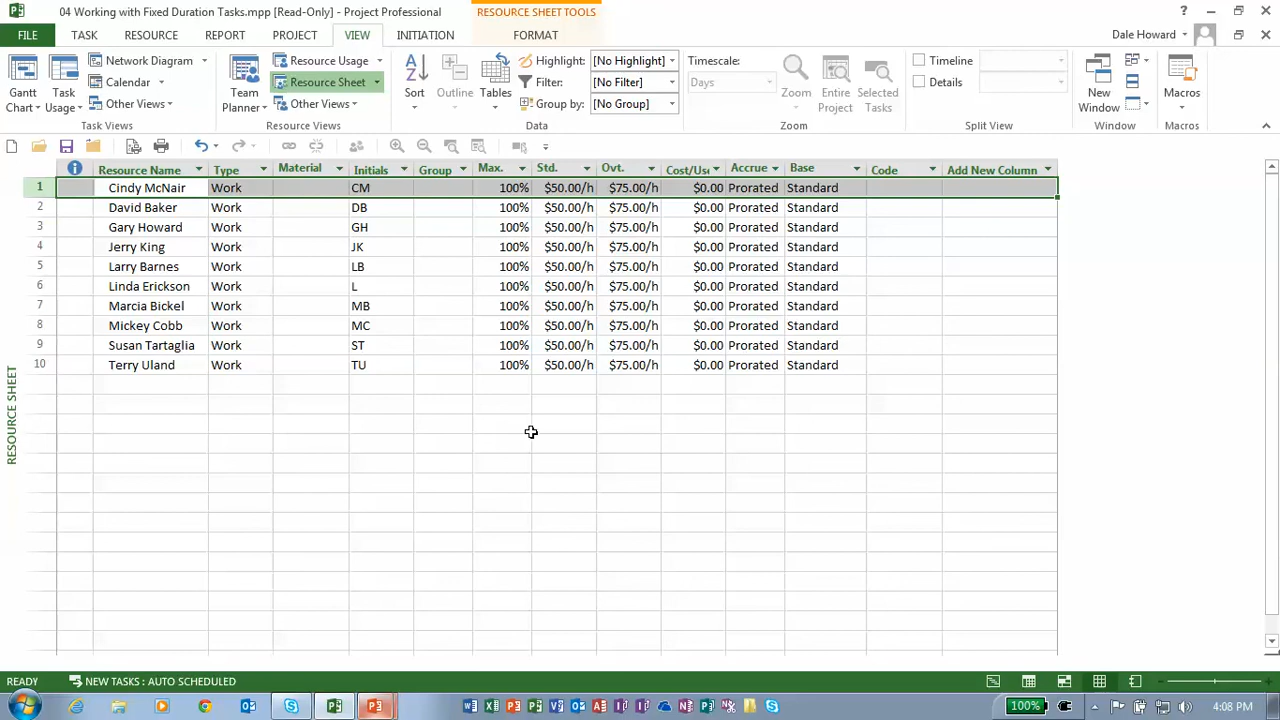 04 Working with Fixed Duration Tasks.mpp [Read-Only] - Project Professional
RESOURCE SHEET TOOLS
FILE TASK RESOURCE REPORT PROJECT VIEW INITIATION FORMAT Dale Howard
Gantt Chart
Task Usage
Network Diagram
Calendar
Other Views
Task Views
Team Planner
Resource Usage
Resource Sheet
Other Views
Resource Views
Sort
Outline
Tables
Highlight: [No Highlight]
Filter: [No Filter]
Group by: [No Group]
Data
Timescale:
Days
Zoom
Entire Project
Selected Tasks
Zoom
Timeline
Details
Split View
New Window
Window
Macros
Macros
Resource Name Type Material Initials Group Max. Std. Ovt. Cost/Use Accrue Base Code Add New Column
1 Cindy McNair Work CM 100% $50.00/h $75.00/h $0.00 Prorated Standard
2 David Baker Work DB 100% $50.00/h $75.00/h $0.00 Prorated Standard
3 Gary Howard Work GH 100% $50.00/h $75.00/h $0.00 Prorated Standard
4 Jerry King Work JK 100% $50.00/h $75.00/h $0.00 Prorated Standard
5 Larry Barnes Work LB 100% $50.00/h $75.00/h $0.00 Prorated Standard
6 Linda Erickson Work L 100% $50.00/h $75.00/h $0.00 Prorated Standard
7 Marcia Bickel Work MB 100% $50.00/h $75.00/h $0.00 Prorated Standard
8 Mickey Cobb Work MC 100% $50.00/h $75.00/h $0.00 Prorated Standard
9 Susan Tartaglia Work ST 100% $50.00/h $75.00/h $0.00 Prorated Standard
10 Terry Uland Work TU 100% $50.00/h $75.00/h $0.00 Prorated Standard
RESOURCE SHEET
READY NEW TASKS : AUTO SCHEDULED
100% 4:08 PM